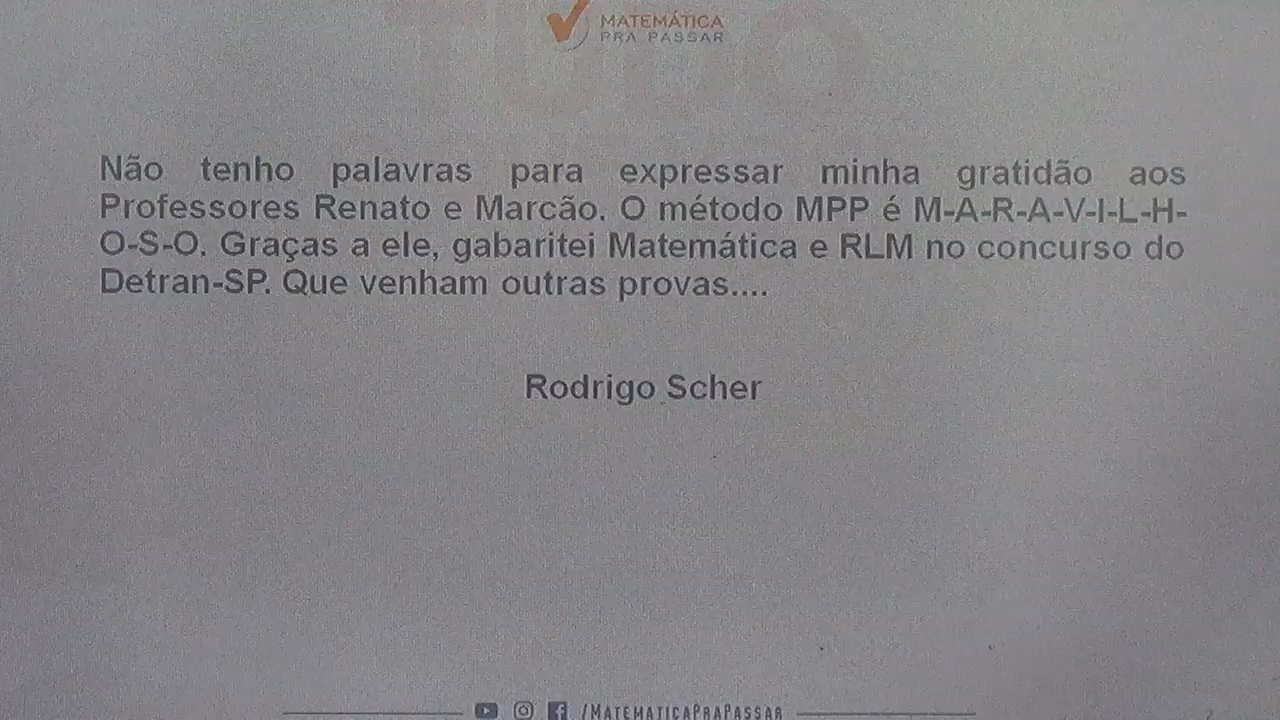 MATEMÁTICA
PRA PASSAR
TUDO
Não tenho palavras para expressar minha gratidão aos
Professores Renato e Marcão. O método MPP é M-A-R-A-V-I-L-H-
O-S-O. Graças a ele, gabaritei Matemática e RLM no concurso do
Detran-SP. Que venham outras provas....
Rodrigo Scher
/MATEMATICAPRAPASSAR